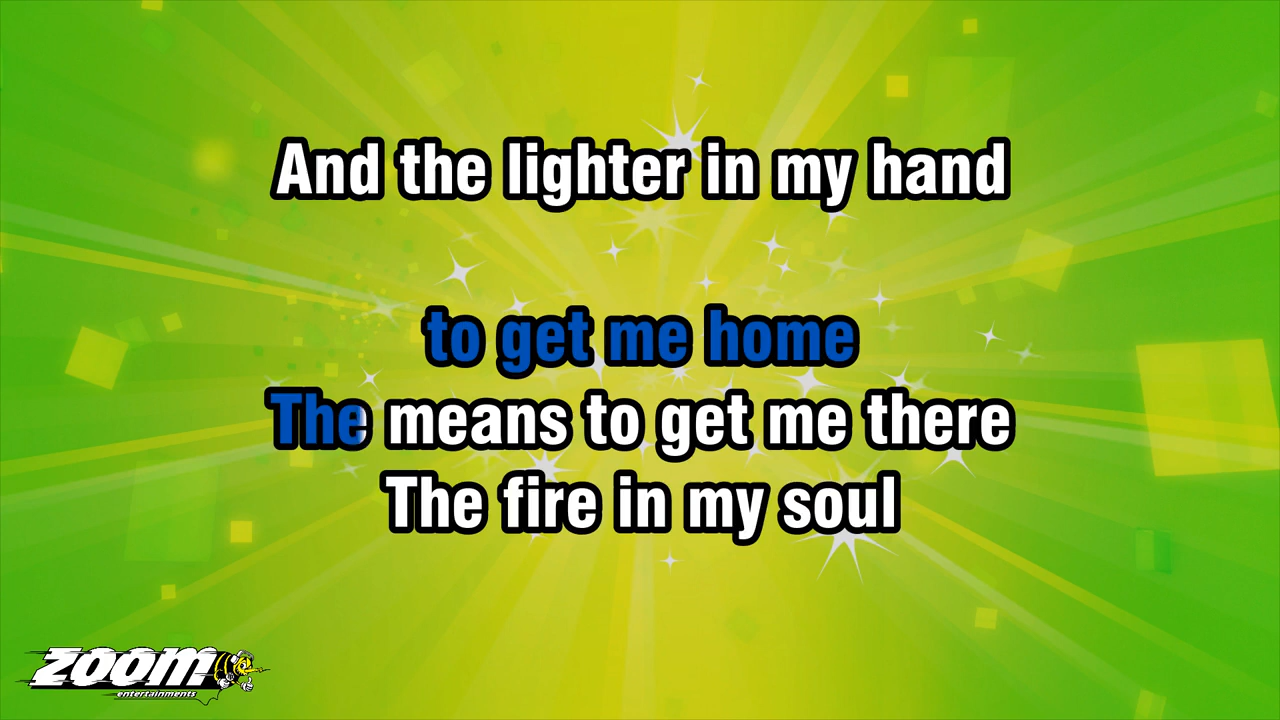 And the lighter in my hand
to get me home
The means to get me there
The fire in my soul
ZOOM
entertainments